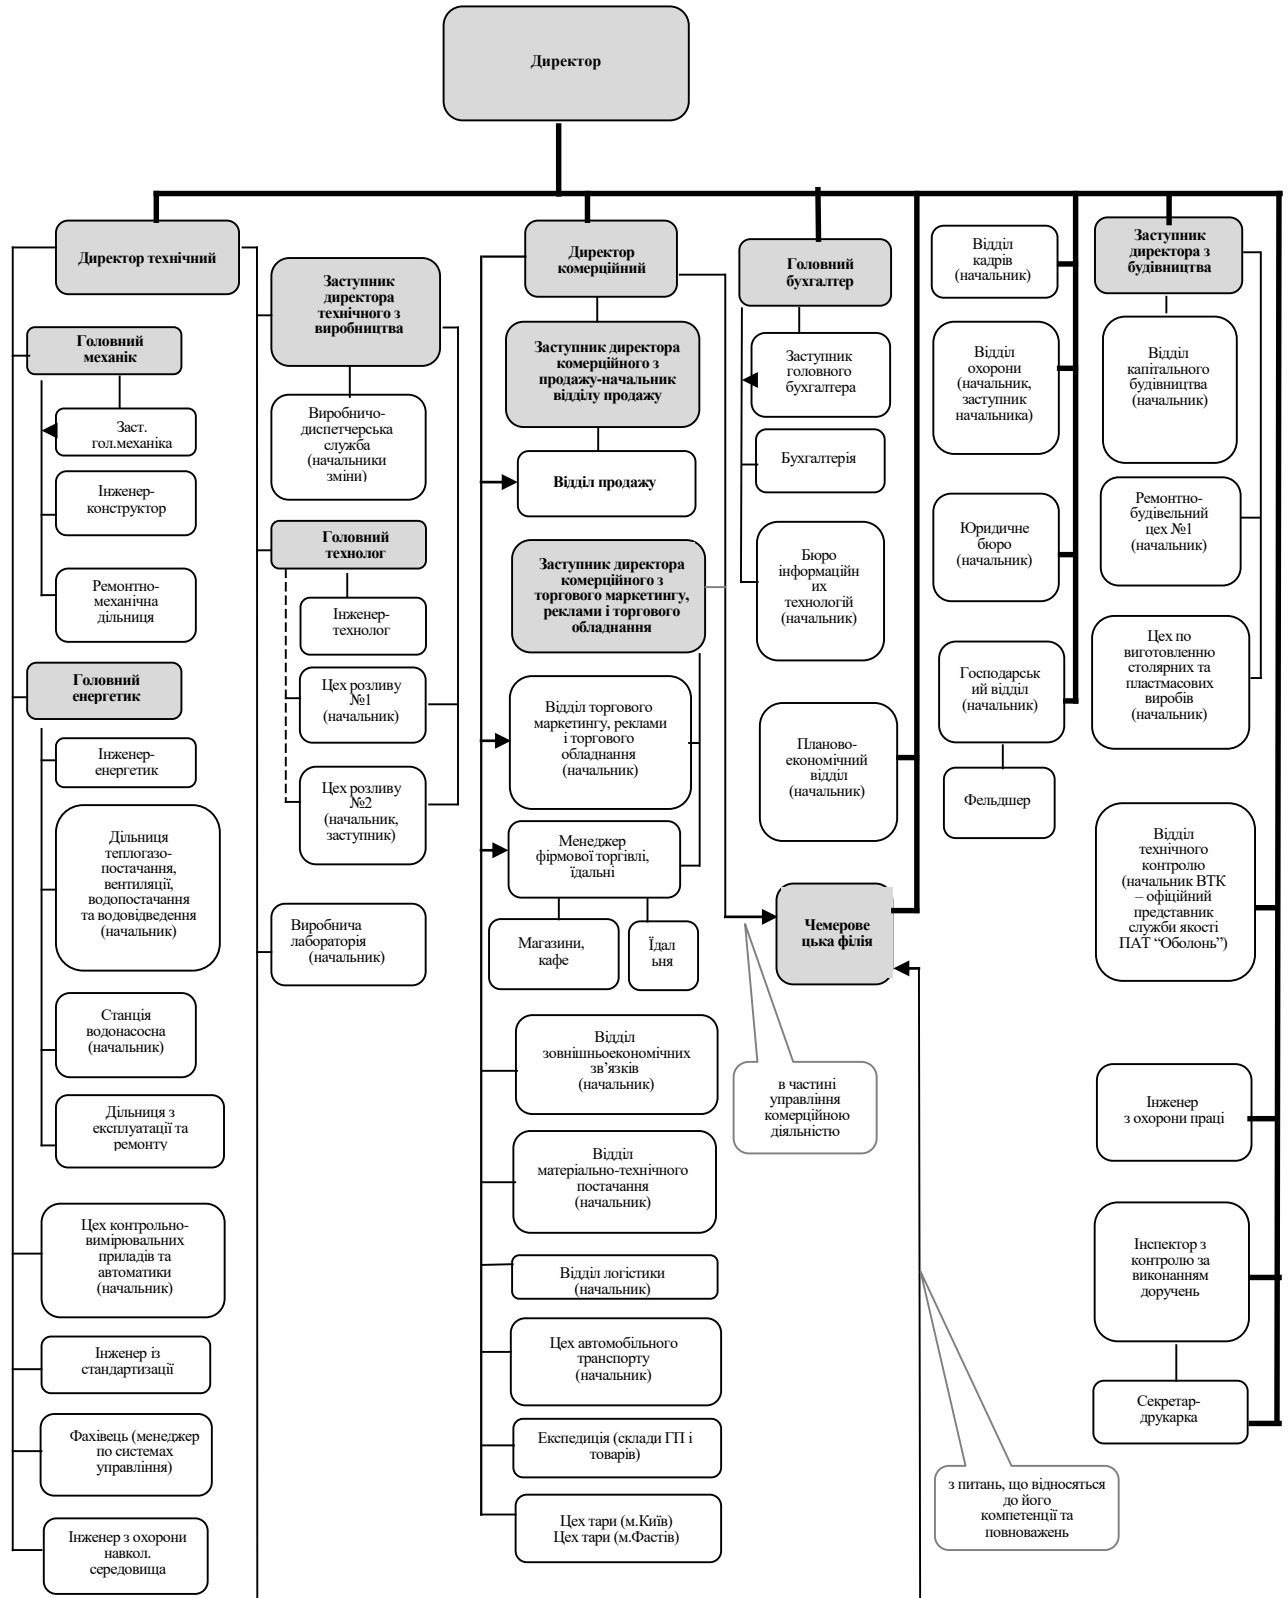 Директор
Директор технічний
Головний
механік
Заст.
гол.механіка
Інженер-
конструктор
Ремонтно-
механічна
дільниця
Головний
енергетик
Інженер-
енергетик
Дільниця
теплогазо-
постачання,
вентиляції,
водопостачання
та водовідведення
(начальник)
Станція
водонасосна
(начальник)
Дільниця з
експлуатації та
ремонту
Цех контрольно-
вимірювальних
приладів та
автоматики
(начальник)
Інженер із
стандартизації
Фахівець (менеджер
по системах
управління)
Інженер з охорони
навкол.
середовища
Заступник
директора
технічного з
виробництва
Виробничо-
диспетчерська
служба
(начальники
зміни)
Головний
технолог
Інженер-
технолог
Цех розливу
№1
(начальник)
Цех розливу
№2
(начальник,
заступник)
Виробнича
лабораторія
(начальник)
Директор
комерційний
Заступник директора
комерційного з
продажу-начальник
відділу продажу
Відділ продажу
Заступник директора
комерційного з
торгового маркетингу,
реклами і торгового
обладнання
Відділ торгового
маркетингу, реклами
і торгового
обладнання
(начальник)
Менеджер
фірмової торгівлі,
їдальні
Магазини,
кафе
Їдал
ьня
Відділ
зовнішньоекономічних
зв’язків
(начальник)
Відділ
матеріально-технічного
постачання
(начальник)
Відділ логістики
(начальник)
Цех автомобільного
транспорту
(начальник)
Експедиція (склади ГП і
товарів)
Цех тари (м.Київ)
Цех тари (м.Фастів)
Головний
бухгалтер
Заступник
головного
бухгалтера
Бухгалтерія
Бюро
інформаційн
их
технологій
(начальник)
Планово-
економічний
відділ
(начальник)
Чемерове
цька філія
в частині
управління
комерційною
діяльністю
Відділ
кадрів
(начальник)
Відділ
охорони
(начальник,
заступник
начальника)
Юридичне
бюро
(начальник)
Господарськ
ий відділ
(начальник)
Фельдшер
Заступник
директора з
будівництва
Відділ
капітального
будівництва
(начальник)
Ремонтно-
будівельний
цех №1
(начальник)
Цех по
виготовленню
столярних та
пластмасових
виробів
(начальник)
Відділ
технічного
контролю
(начальник ВТК
– офіційний
представник
служби якості
ПАТ “Оболонь”)
Інженер
з охорони праці
Інспектор з
контролю за
виконанням
доручень
Секретар-
друкарка
з питань, що відносяться
до його
компетенції та
повноважень